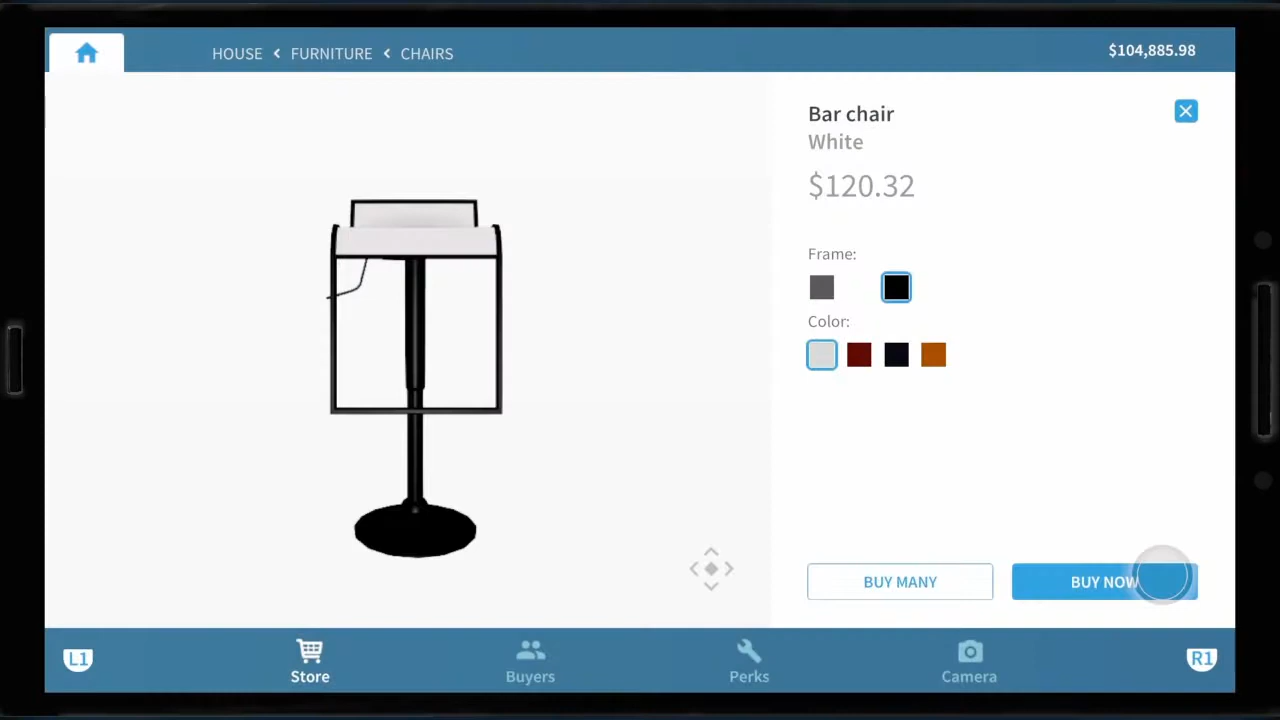 HOUSE < FURNITURE < CHAIRS
$104,885.98
Bar chair
White
$120.32
Frame:
Color:
BUY MANY
BUY NOW
L1
Store
Buyers
Perks
Camera
R1